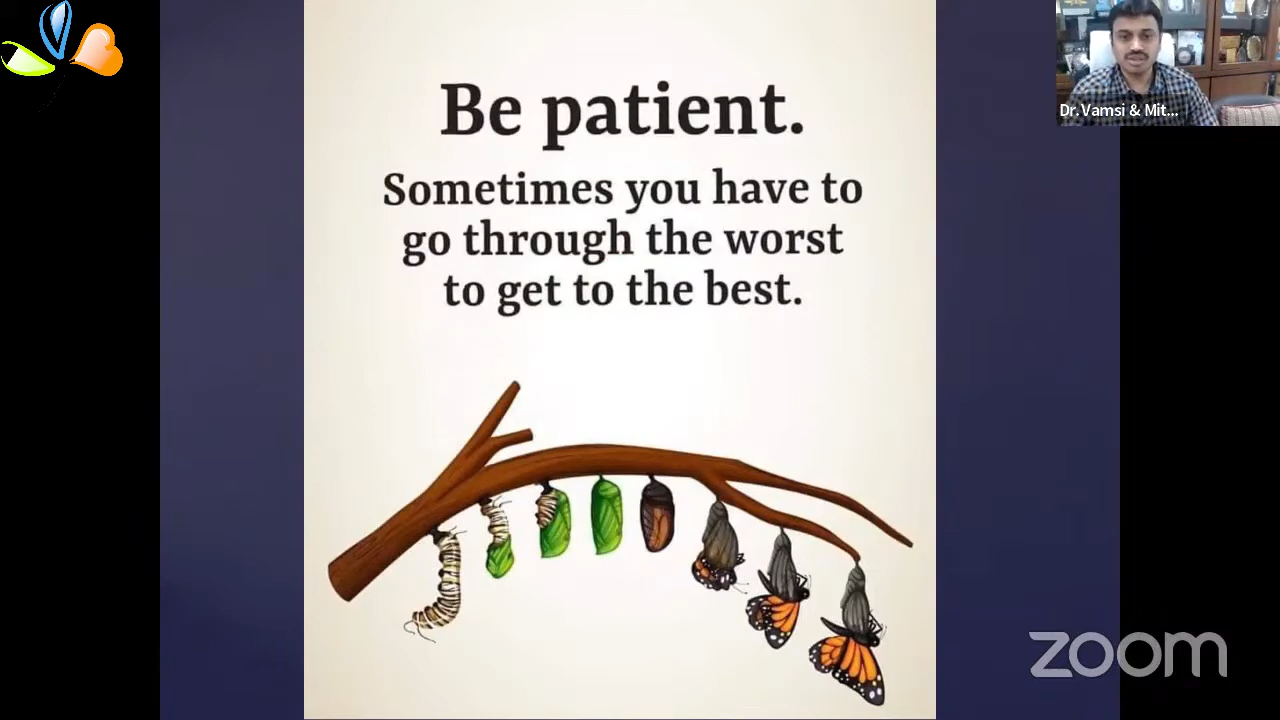 Be patient.
Sometimes you have to
go through the worst
to get to the best.
Dr.Vamsi & Mit...
zoom